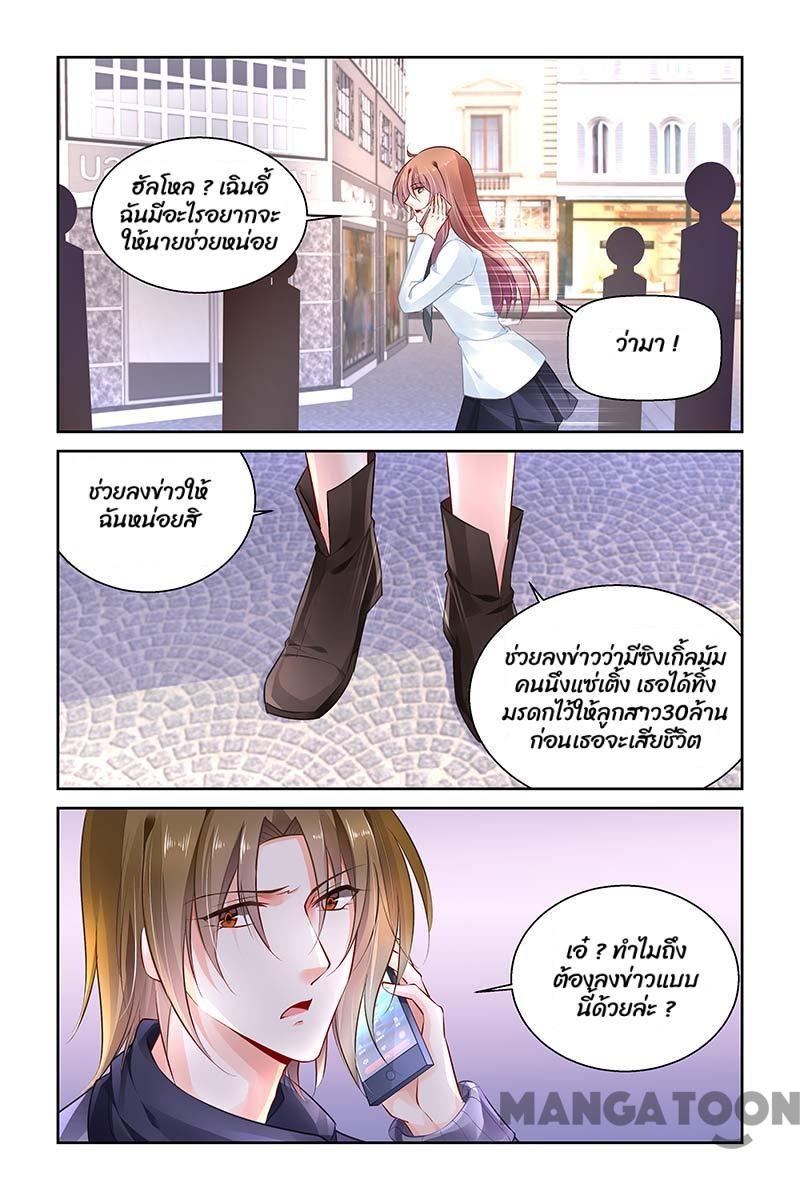 ฮัลโหล ? เฉินอี้
ฉันมีอะไรอยากจะ
ให้นายช่วยหน่อย
ว่ามา !
ช่วยลงข่าวให้
ฉันหน่อยสิ
ช่วยลงข่าวว่ามีซิงเกิ้ลมัม
คนนึงแซ่เติ้ง เธอได้ทิ้ง
มรดกไว้ให้ลูกสาว30ล้าน
ก่อนเธอจะเสียชีวิต
เอ๋ ? ทำไมถึง
ต้องลงข่าวแบบ
นี้ด้วยล่ะ ?
MANGATOON